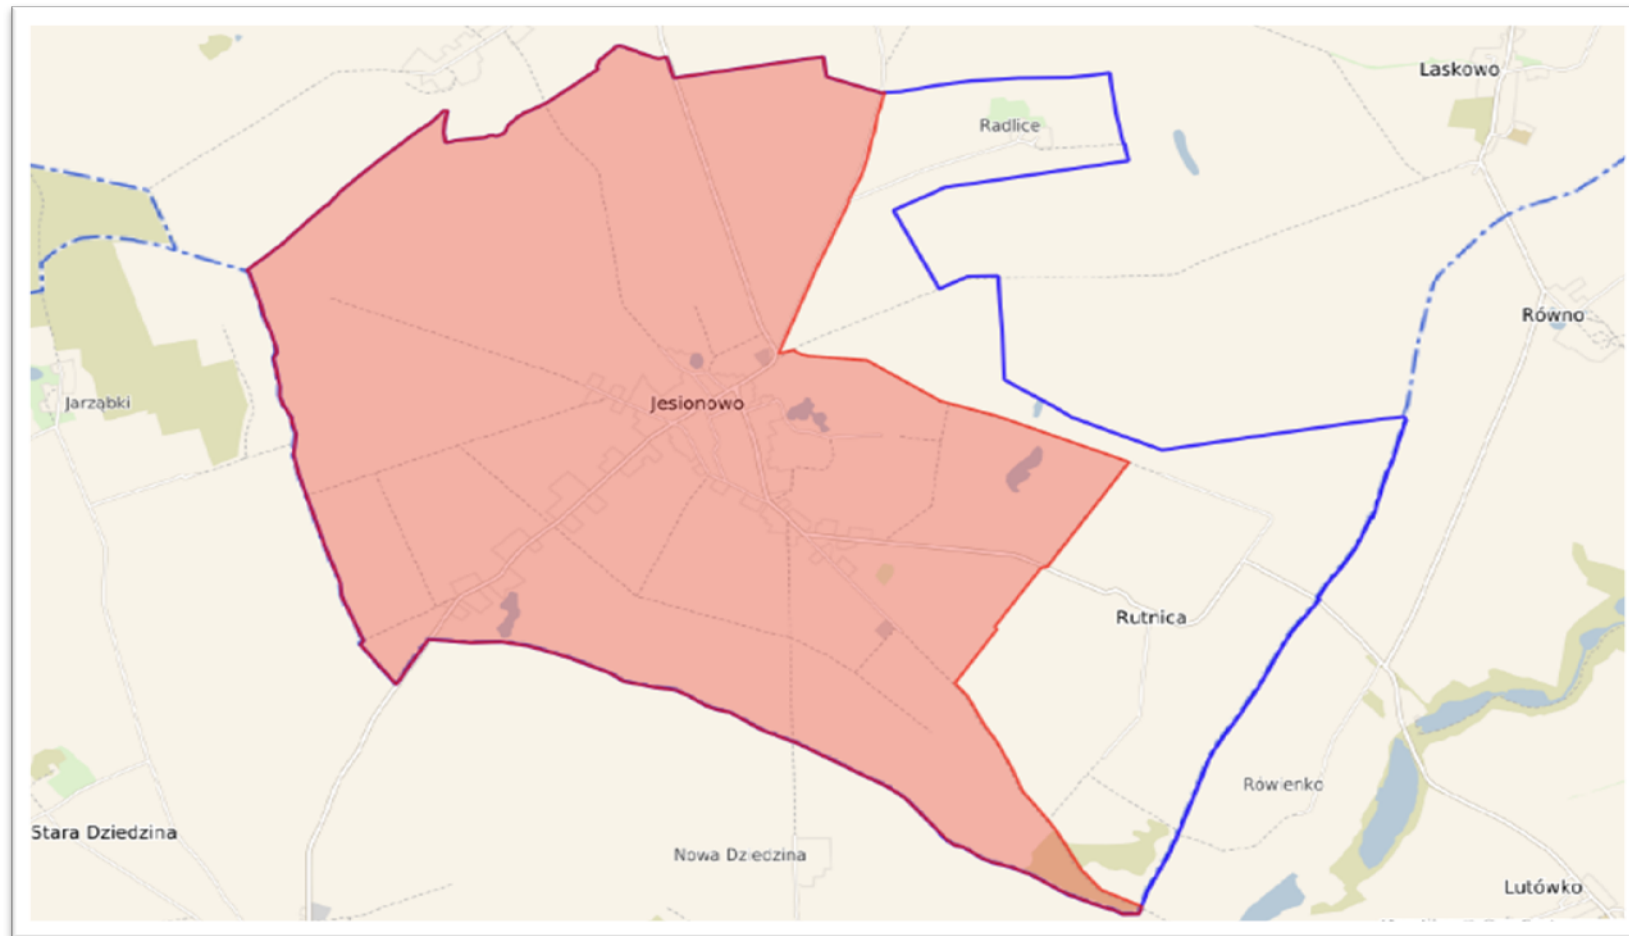 Laskowo
Radlice
Równo
Jarząbki
Jesionowo
Rutnica
Rówienko
Stara Dziedzina
Nowa Dziedzina
Lutówko